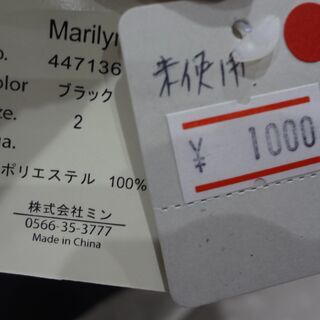 Marilyn
o. 447136
olor ブラック
ze. 2
ua.
ポリエステル 100%
株式会社ミン
0566-35-3777
Made in China
未使用
¥ 1000